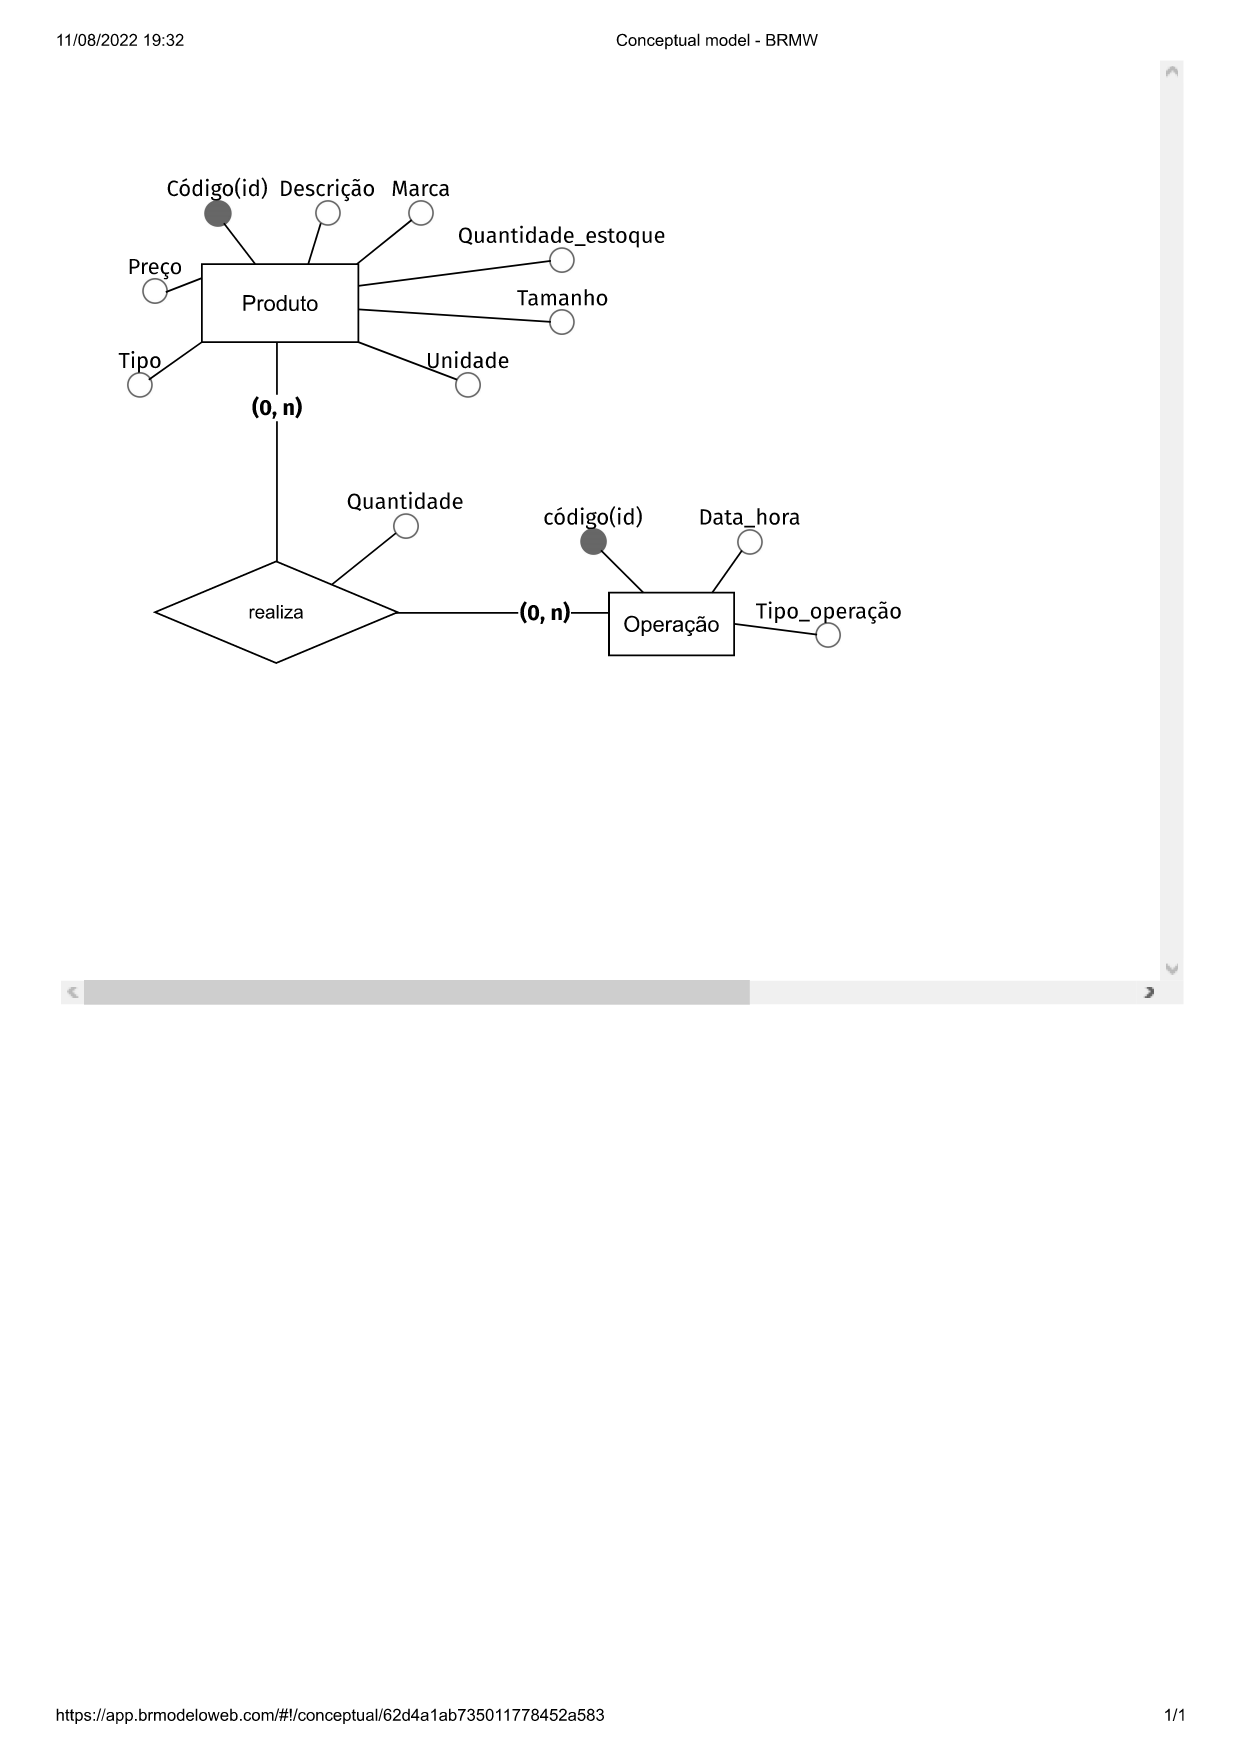 11/08/2022 19:32
Conceptual model - BRMW
Código(id)
Descrição
Marca
Quantidade_estoque
Preço
Tamanho
Produto
Tipo
Unidade
(0, n)
Quantidade
código(id)
Data_hora
realiza
(0, n)
Operação
Tipo_operação
https://app.brmodeloweb.com/#!/conceptual/62d4a1ab735011778452a583
1/1